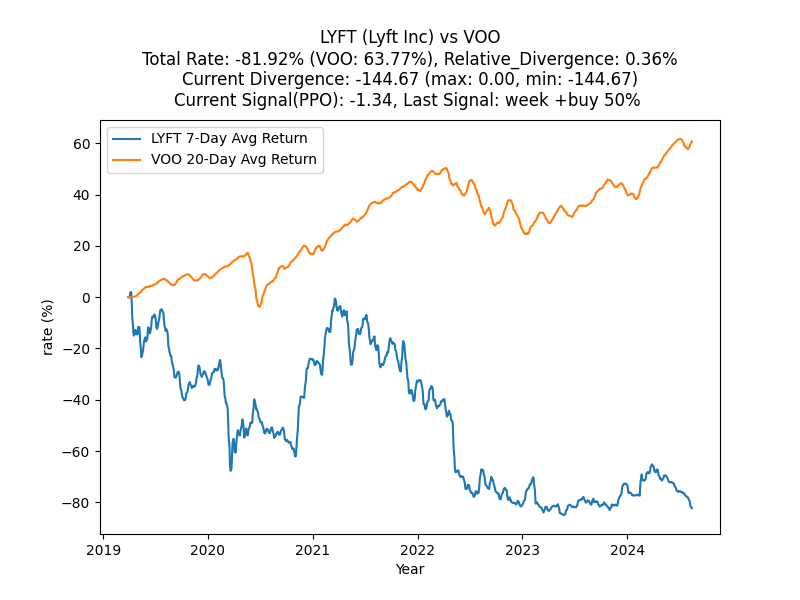 LYFT (Lyft Inc) vs VOO
Total Rate: -81.92% (VOO: 63.77%), Relative_Divergence: 0.36%
Current Divergence: -144.67 (max: 0.00, min: -144.67)
Current Signal(PPO): -1.34, Last Signal: week +buy 50%
LYFT 7-Day Avg Return
VOO 20-Day Avg Return
60
40
20
0
−20
−40
−60
−80
rate (%)
2019
2020
2021
2022
2023
2024
Year